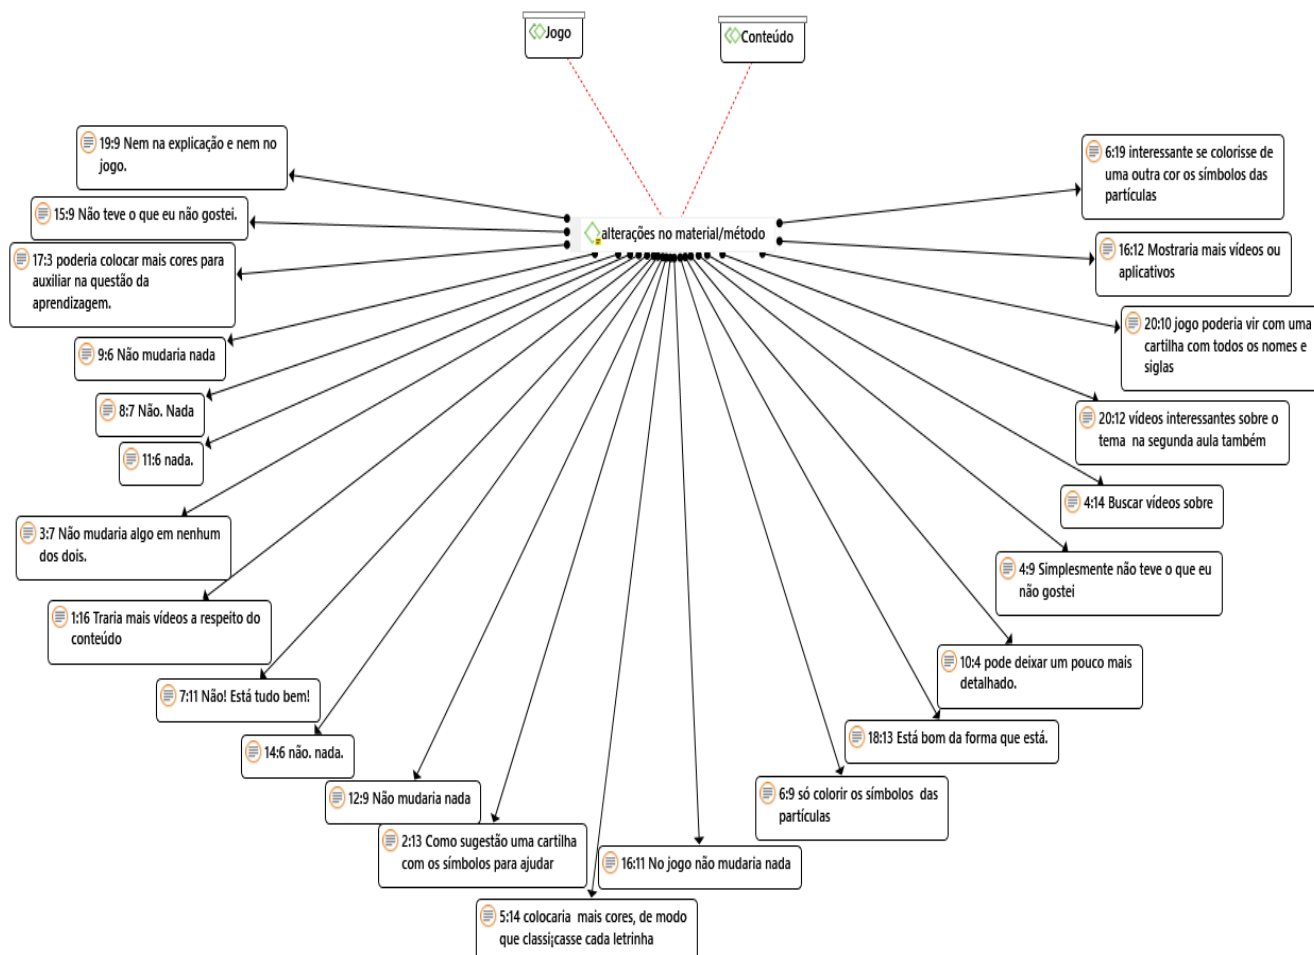 Jogo
Conteúdo
alterações no material/método
19:9 Nem na explicação e nem no
jogo.
15:9 Não teve o que eu não gostei.
17:3 poderia colocar mais cores para
auxiliar na questão da
aprendizagem.
9:6 Não mudaria nada
8:7 Não. Nada
11:6 nada.
3:7 Não mudaria algo em nenhum
dos dois.
1:16 Traria mais vídeos a respeito do
conteúdo
7:11 Não! Está tudo bem!
14:6 não. nada.
12:9 Não mudaria nada
2:13 Como sugestão uma cartilha
com os símbolos para ajudar
5:14 colocaria mais cores, de modo
que classi¡casse cada letrinha
16:11 No jogo não mudaria nada
6:9 só colorir os símbolos das
partículas
18:13 Está bom da forma que está.
10:4 pode deixar um pouco mais
detalhado.
4:9 Simplesmente não teve o que eu
não gostei
4:14 Buscar vídeos sobre
20:12 vídeos interessantes sobre o
tema na segunda aula também
20:10 jogo poderia vir com uma
cartilha com todos os nomes e
siglas
16:12 Mostraria mais vídeos ou
aplicativos
6:19 interessante se colorisse de
uma outra cor os símbolos das
partículas